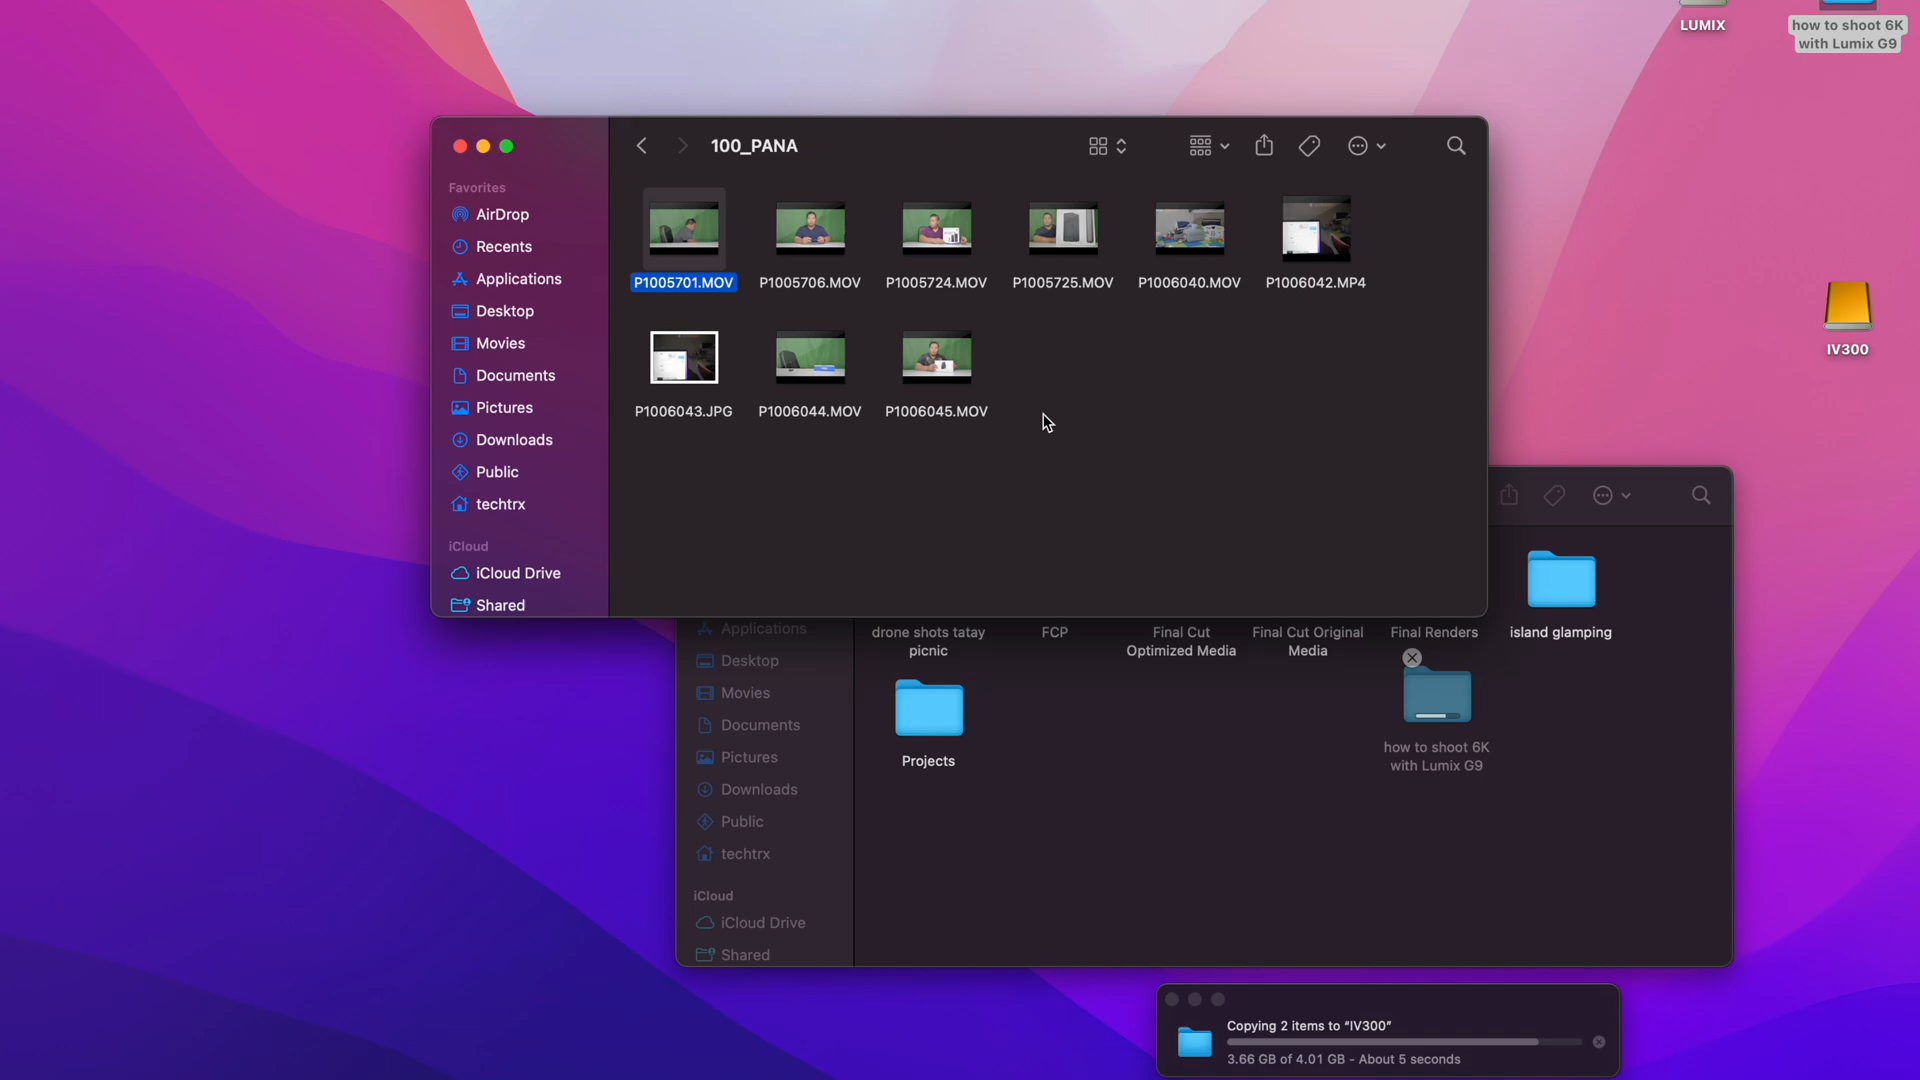 LUMIX
how to shoot 6K
with Lumix G9
100_PANA
Favorites
AirDrop
Recents
Applications
Desktop
Movies
Documents
Pictures
Downloads
Public
techtrx
iCloud
iCloud Drive
Shared
P1005701.MOV
P1005706.MOV
P1005724.MOV
P1005725.MOV
P1006040.MOV
P1006042.MP4
P1006043.JPG
P1006044.MOV
P1006045.MOV
IV300
Applications
Desktop
Movies
Documents
Pictures
Downloads
Public
techtrx
iCloud
iCloud Drive
Shared
drone shots tatay
picnic
FCP
Final Cut
Optimized Media
Final Cut Original
Media
Final Renders
island glamping
Projects
how to shoot 6K
with Lumix G9
Copying 2 items to “IV300”
3.66 GB of 4.01 GB - About 5 seconds